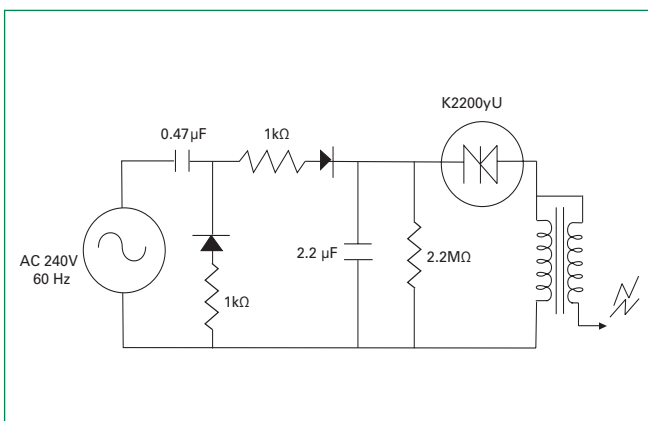 K2200yU
0.47µF
1kΩ
AC 240V
60 Hz
1kΩ
2.2 µF
2.2MΩ